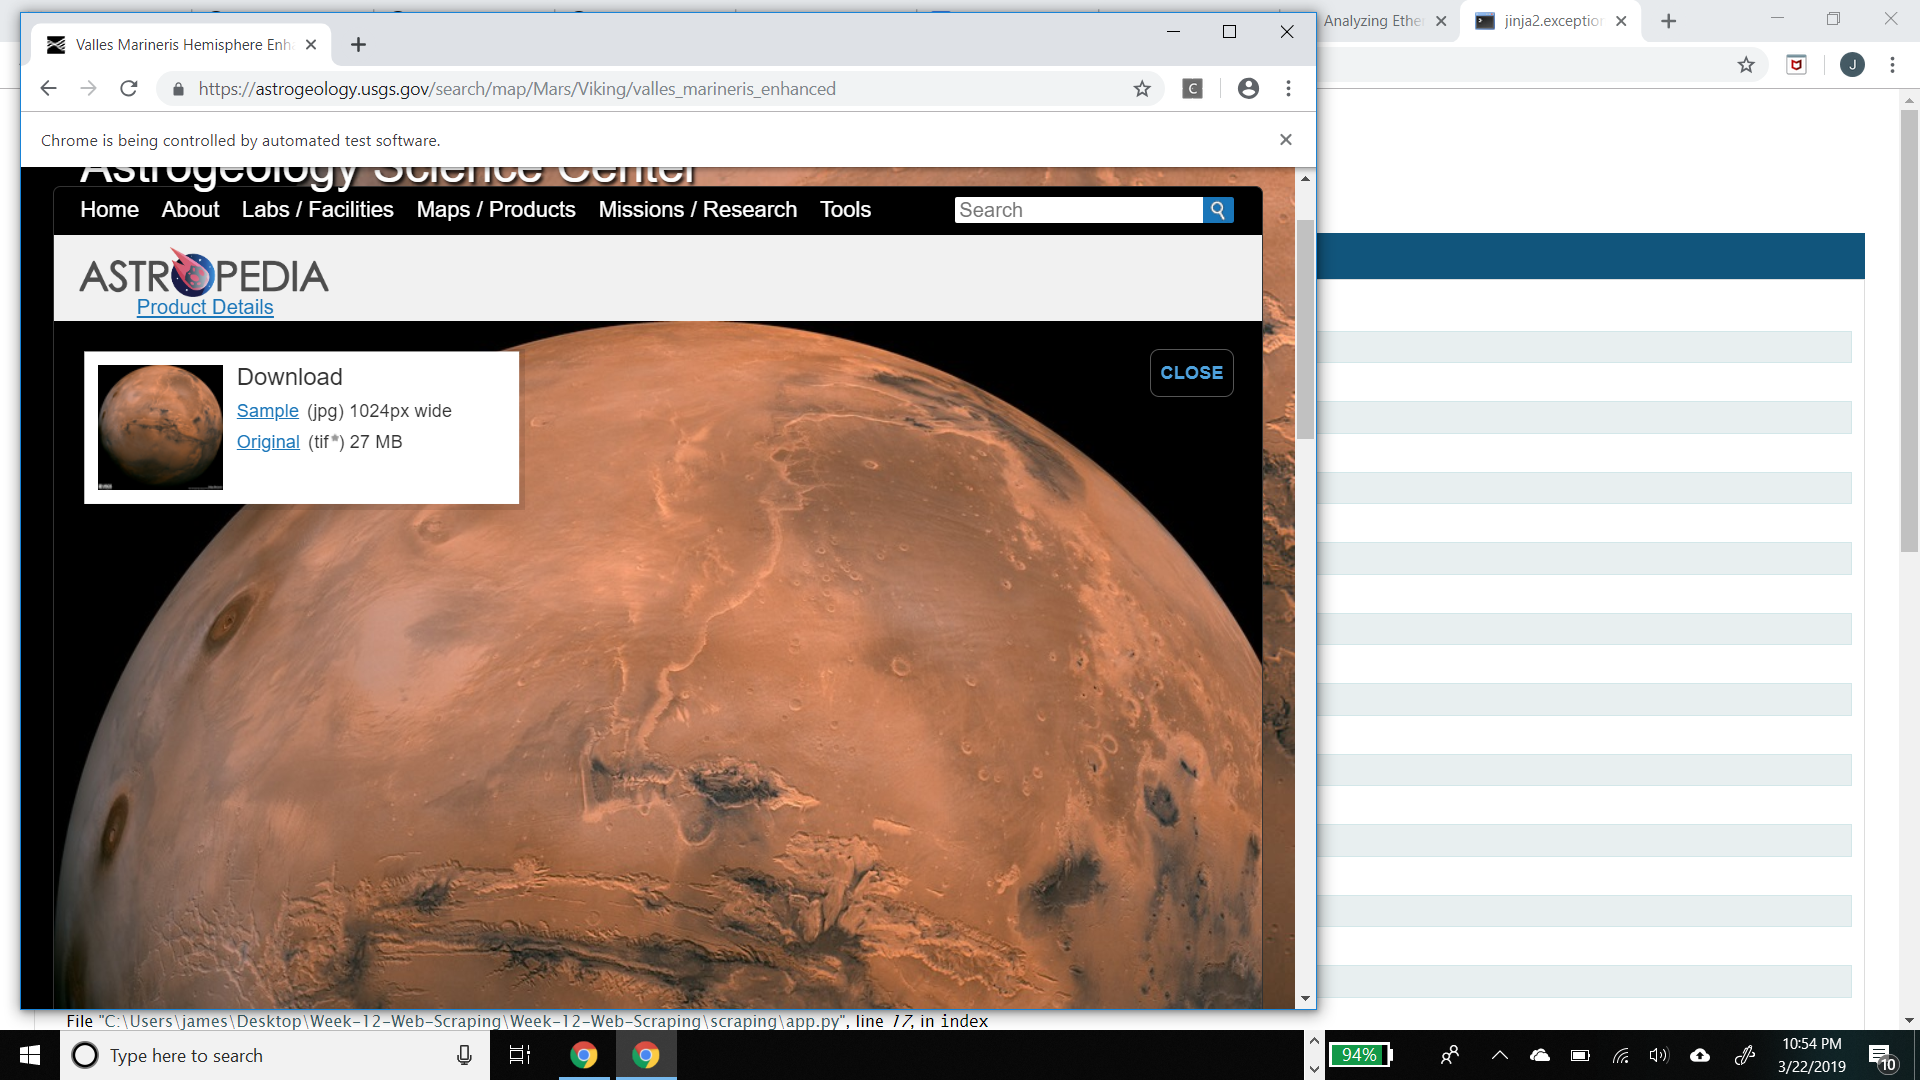 Valles Marineris Hemisphere Enh
Analyzing Ether
jinja2.exception
https://astrogeology.usgs.gov/search/map/Mars/Viking/valles_marineris_enhanced
C
J
Chrome is being controlled by automated test software.
Astrogeology Science Center
Home About Labs / Facilities Maps / Products Missions / Research Tools
Search
ASTROPEDIA
Product Details
Download
Sample (jpg) 1024px wide
Original (tif*) 27 MB
CLOSE
File "C:\Users\james\Desktop\Week-12-Web-Scraping\Week-12-Web-Scraping\scraping\app.py", line 17, in index
Type here to search
94%
10:54 PM
3/22/2019
10